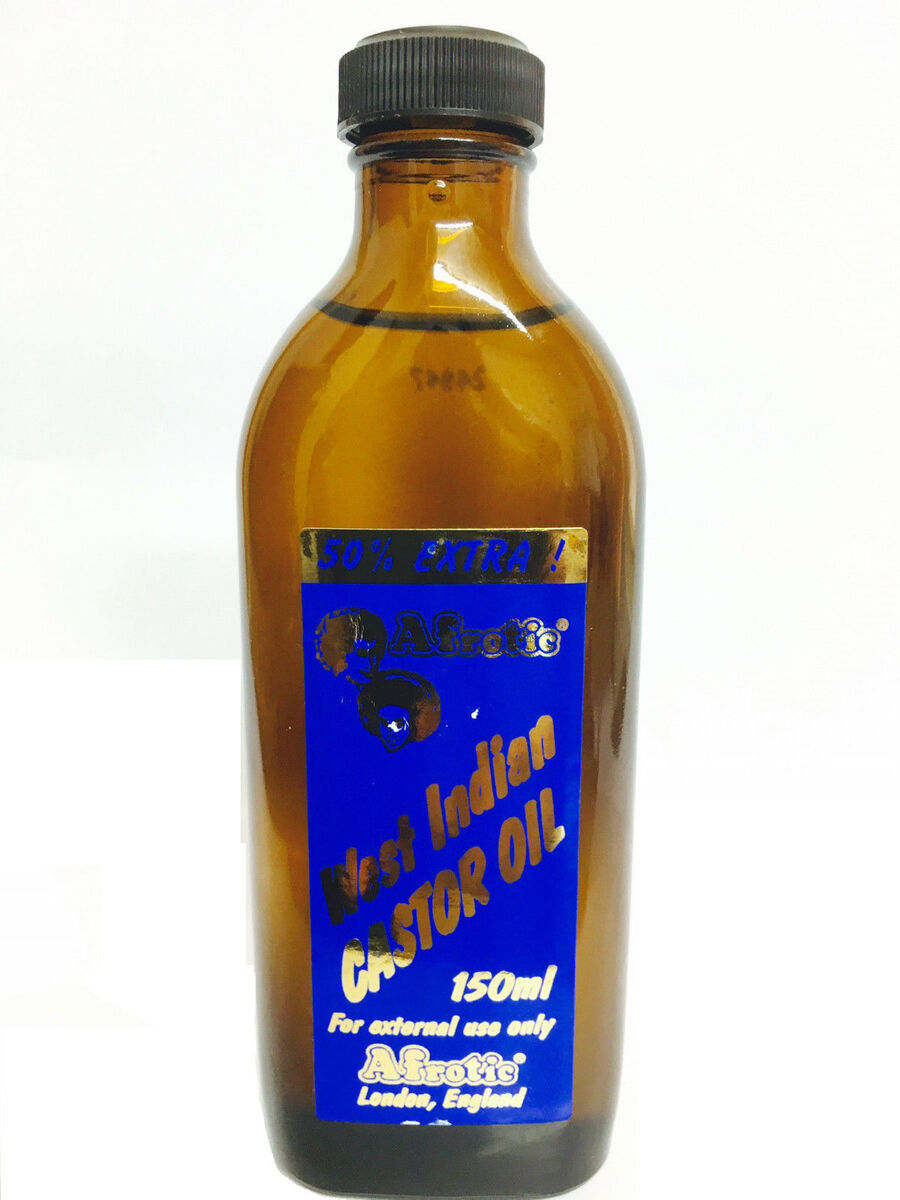 50% EXTRA !
Afrotic®
West Indian
CASTOR OIL
150ml
For external use only
Afrotic®
London, England